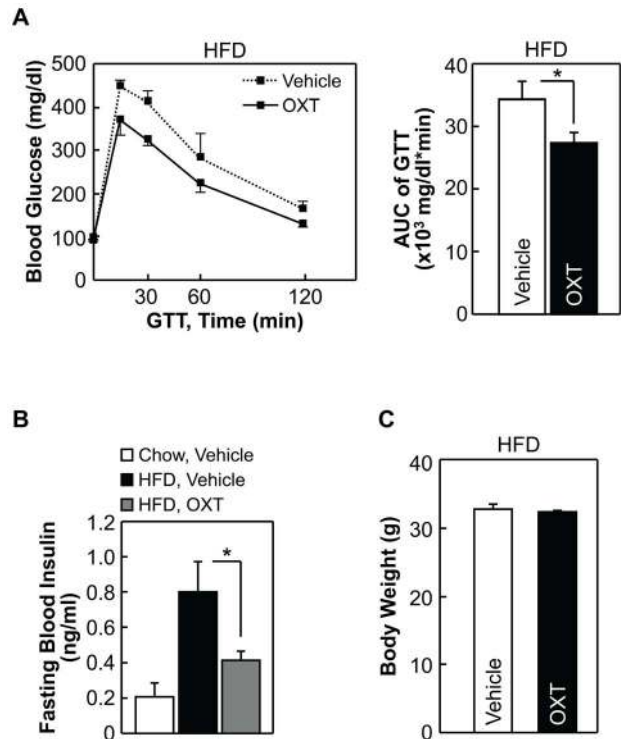 A
HFD
Blood Glucose (mg/dl)
500
400
300
200
100
0
Vehicle
OXT
30
60
120
GTT, Time (min)
HFD
AUC of GTT
(x10³ mg/dl*min)
40
30
20
10
0
*
Vehicle
OXT
B
Chow, Vehicle
HFD, Vehicle
HFD, OXT
Fasting Blood Insulin
(ng/ml)
1.2
1.0
0.8
0.6
0.4
0.2
0
*
C
HFD
Body Weight (g)
40
30
20
10
0
Vehicle
OXT